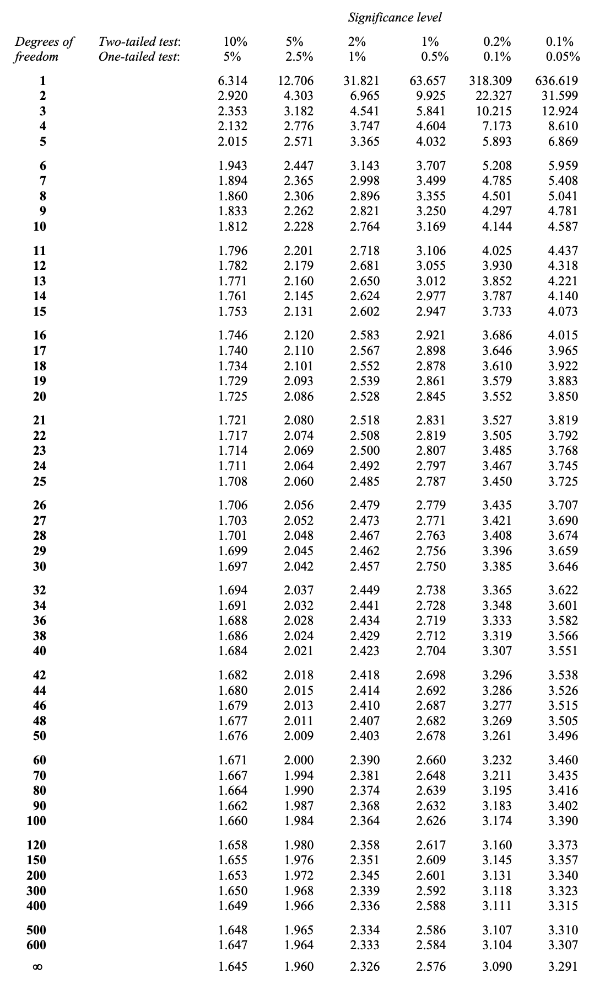 Significance level
Degrees of Two-tailed test: 10% 5% 2% 1% 0.2% 0.1%
freedom One-tailed test: 5% 2.5% 1% 0.5% 0.1% 0.05%
1 6.314 12.706 31.821 63.657 318.309 636.619
2 2.920 4.303 6.965 9.925 22.327 31.599
3 2.353 3.182 4.541 5.841 10.215 12.924
4 2.132 2.776 3.747 4.604 7.173 8.610
5 2.015 2.571 3.365 4.032 5.893 6.869
6 1.943 2.447 3.143 3.707 5.208 5.959
7 1.894 2.365 2.998 3.499 4.785 5.408
8 1.860 2.306 2.896 3.355 4.501 5.041
9 1.833 2.262 2.821 3.250 4.297 4.781
10 1.812 2.228 2.764 3.169 4.144 4.587
11 1.796 2.201 2.718 3.106 4.025 4.437
12 1.782 2.179 2.681 3.055 3.930 4.318
13 1.771 2.160 2.650 3.012 3.852 4.221
14 1.761 2.145 2.624 2.977 3.787 4.140
15 1.753 2.131 2.602 2.947 3.733 4.073
16 1.746 2.120 2.583 2.921 3.686 4.015
17 1.740 2.110 2.567 2.898 3.646 3.965
18 1.734 2.101 2.552 2.878 3.610 3.922
19 1.729 2.093 2.539 2.861 3.579 3.883
20 1.725 2.086 2.528 2.845 3.552 3.850
21 1.721 2.080 2.518 2.831 3.527 3.819
22 1.717 2.074 2.508 2.819 3.505 3.792
23 1.714 2.069 2.500 2.807 3.485 3.768
24 1.711 2.064 2.492 2.797 3.467 3.745
25 1.708 2.060 2.485 2.787 3.450 3.725
26 1.706 2.056 2.479 2.779 3.435 3.707
27 1.703 2.052 2.473 2.771 3.421 3.690
28 1.701 2.048 2.467 2.763 3.408 3.674
29 1.699 2.045 2.462 2.756 3.396 3.659
30 1.697 2.042 2.457 2.750 3.385 3.646
32 1.694 2.037 2.449 2.738 3.365 3.622
34 1.691 2.032 2.441 2.728 3.348 3.601
36 1.688 2.028 2.434 2.719 3.333 3.582
38 1.686 2.024 2.429 2.712 3.319 3.566
40 1.684 2.021 2.423 2.704 3.307 3.551
42 1.682 2.018 2.418 2.698 3.296 3.538
44 1.680 2.015 2.414 2.692 3.286 3.526
46 1.679 2.013 2.410 2.687 3.277 3.515
48 1.677 2.011 2.407 2.682 3.269 3.505
50 1.676 2.009 2.403 2.678 3.261 3.496
60 1.671 2.000 2.390 2.660 3.232 3.460
70 1.667 1.994 2.381 2.648 3.211 3.435
80 1.664 1.990 2.374 2.639 3.195 3.416
90 1.662 1.987 2.368 2.632 3.183 3.402
100 1.660 1.984 2.364 2.626 3.174 3.390
120 1.658 1.980 2.358 2.617 3.160 3.373
150 1.655 1.976 2.351 2.609 3.145 3.357
200 1.653 1.972 2.345 2.601 3.131 3.340
300 1.650 1.968 2.339 2.592 3.118 3.323
400 1.649 1.966 2.336 2.588 3.111 3.315
500 1.648 1.965 2.334 2.586 3.107 3.310
600 1.647 1.964 2.333 2.584 3.104 3.307
∞ 1.645 1.960 2.326 2.576 3.090 3.291